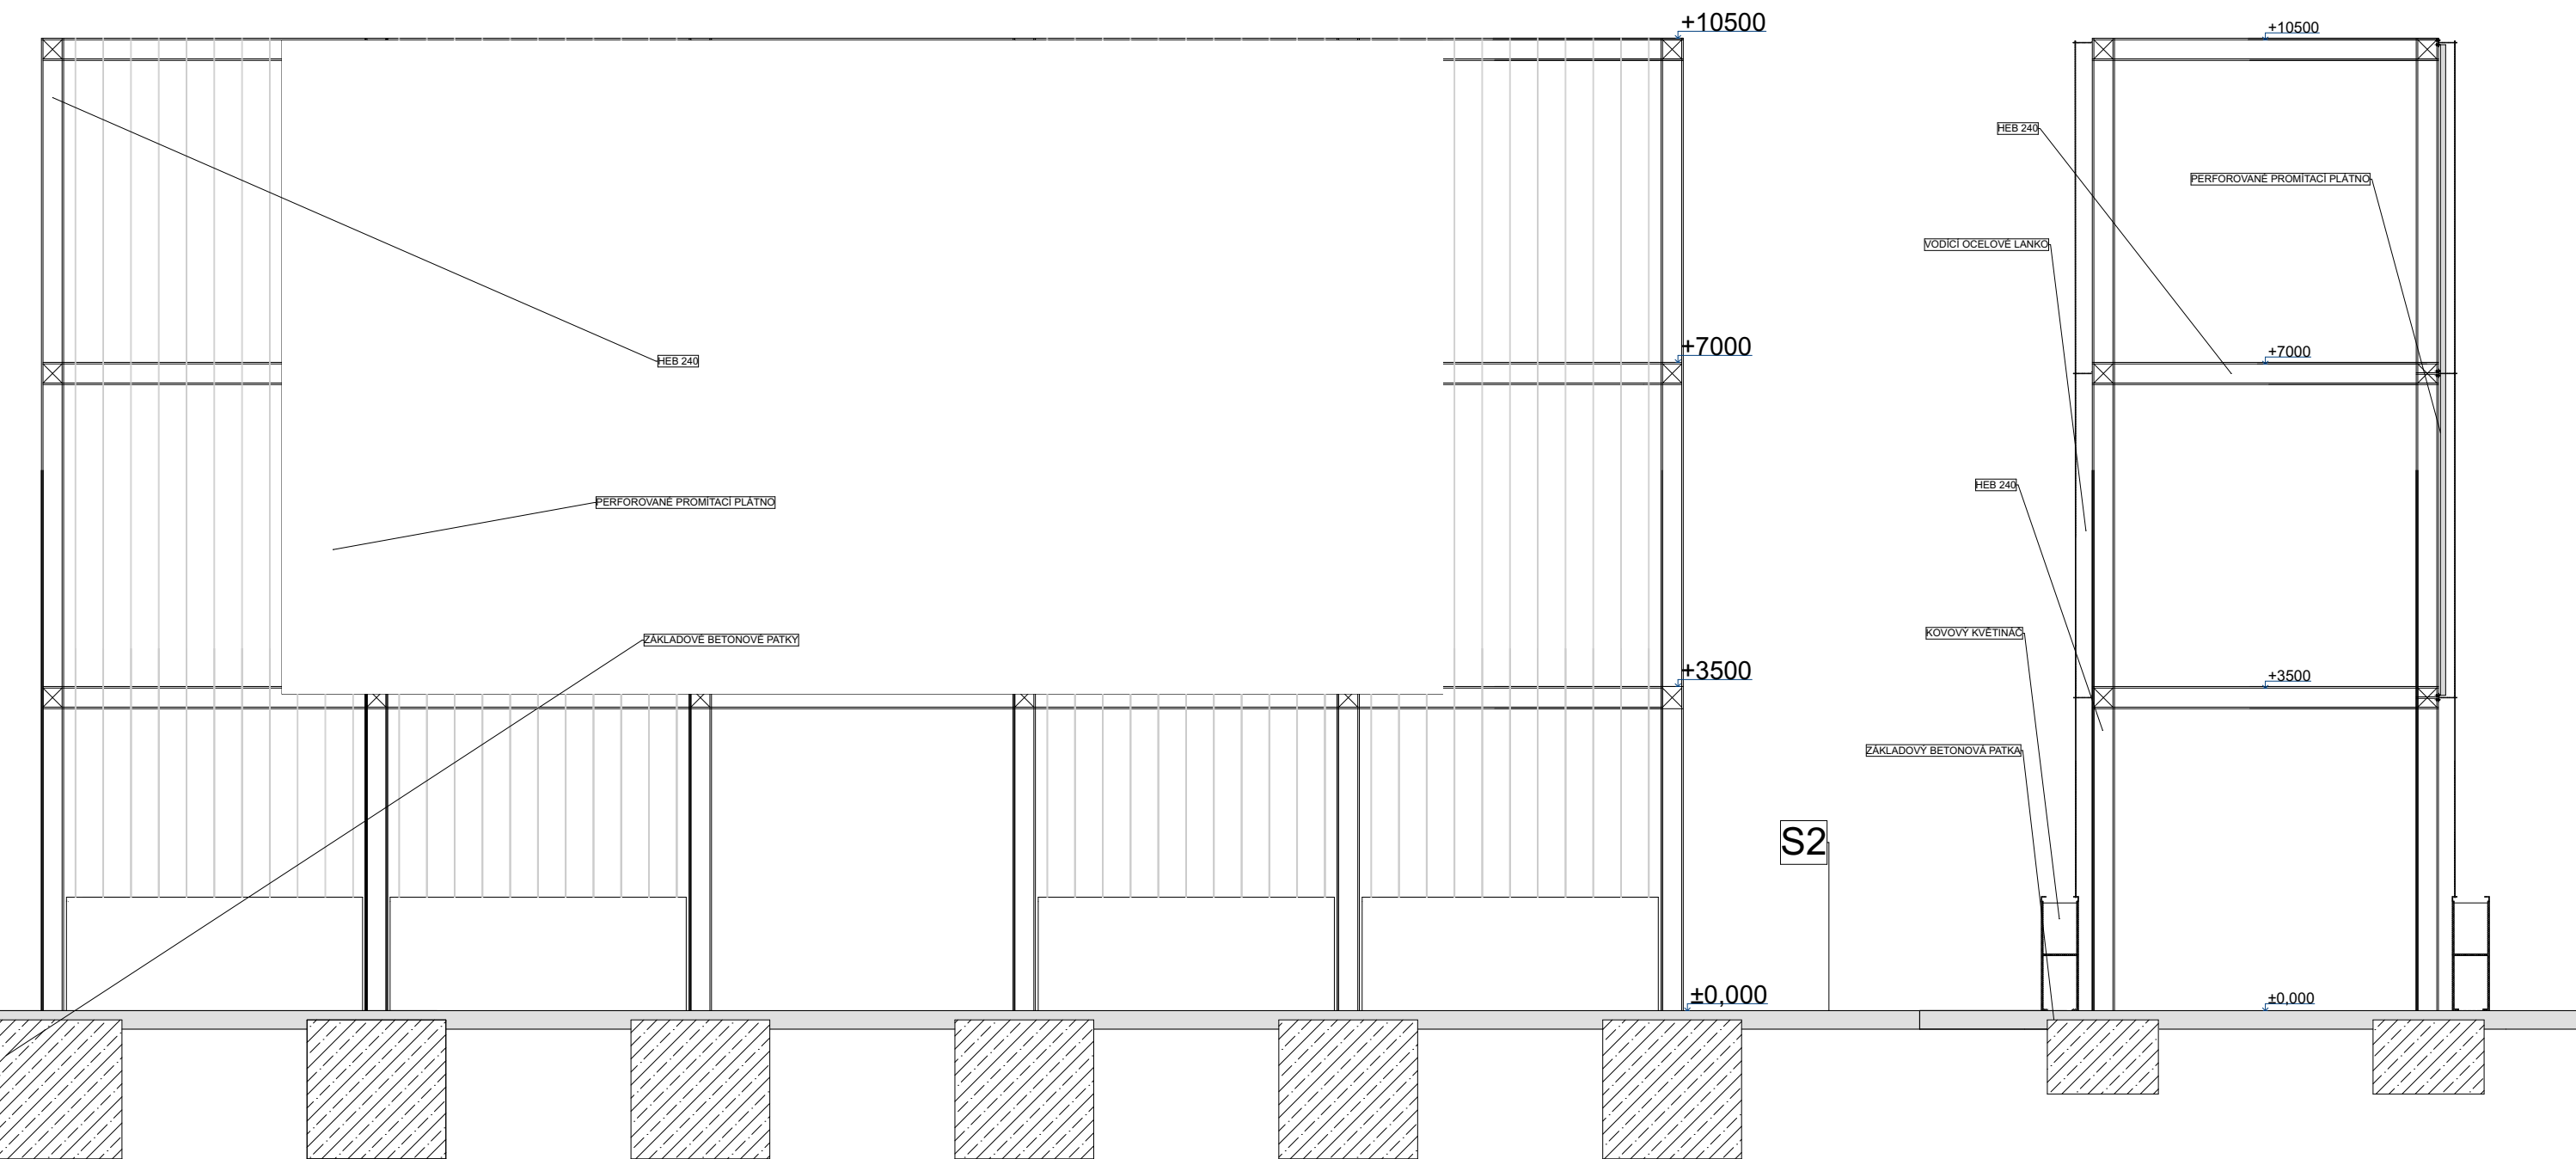 +10500
+7000
HEB 240
PERFOROVANÉ PROMÍTACÍ PLÁTNO
ZÁKLADOVÉ BETONOVÉ PATKY
+3500
S2
±0,000
+10500
HEB 240
PERFOROVANÉ PROMÍTACÍ PLÁTNO
VODÍCÍ OCELOVÉ LANKO
+7000
HEB 240
KOVOVÝ KVĚTINÁČ
+3500
ZÁKLADOVÝ BETONOVÁ PATKA
±0,000